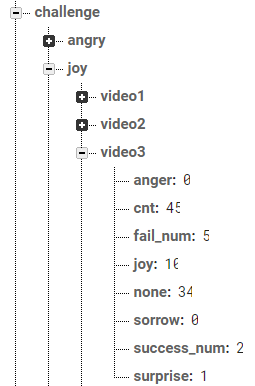 challenge
angry
joy
video1
video2
video3
anger: 0
cnt: 45
fail_num: 5
joy: 16
none: 34
sorrow: 0
success_num: 2
surprise: 1